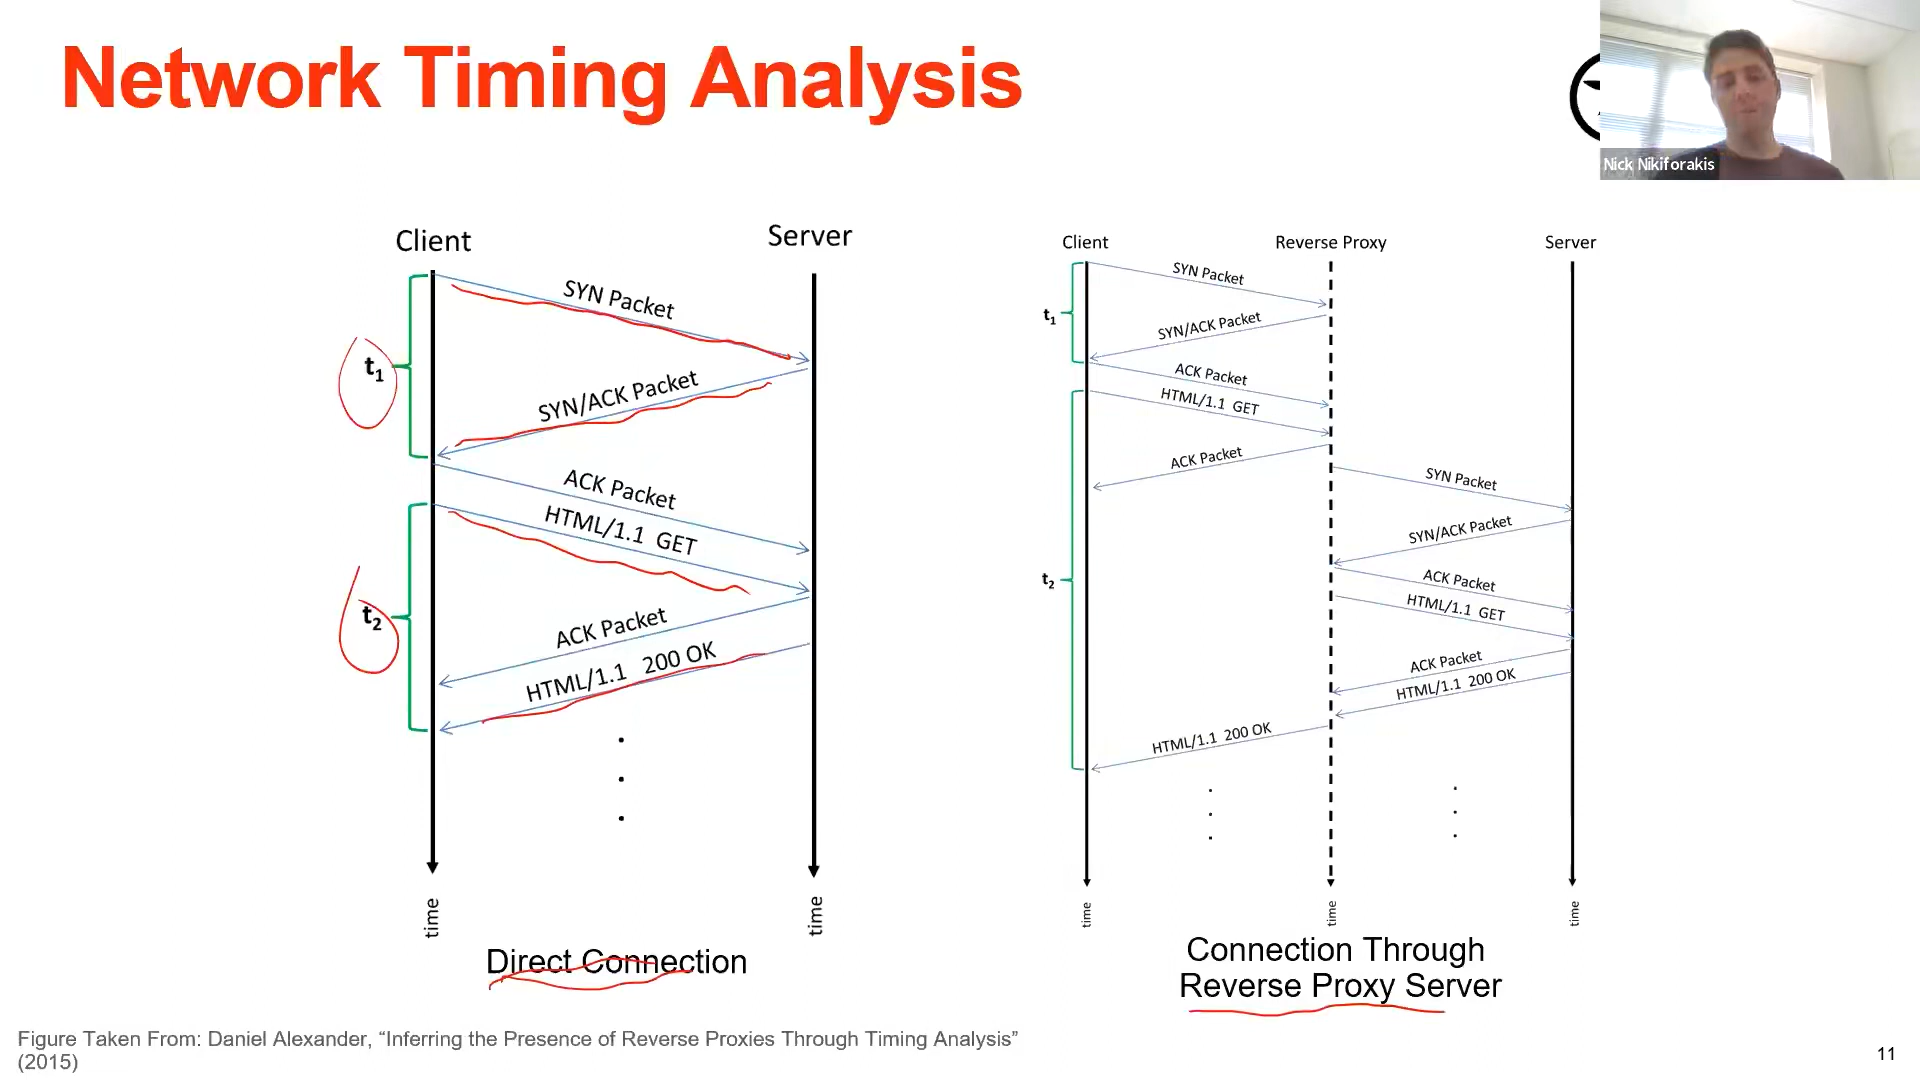 Network Timing Analysis
Nick Nikiforakis
Client
Server
SYN Packet
t1
SYN/ACK Packet
ACK Packet
HTML/1.1 GET
t2
ACK Packet
HTML/1.1 200 OK
time
time
Direct Connection
Client
Reverse Proxy
Server
SYN Packet
t1
SYN/ACK Packet
ACK Packet
HTML/1.1 GET
ACK Packet
SYN Packet
SYN/ACK Packet
t2
ACK Packet
HTML/1.1 GET
ACK Packet
HTML/1.1 200 OK
HTML/1.1 200 OK
time
time
time
Connection Through
Reverse Proxy Server
Figure Taken From: Daniel Alexander, “Inferring the Presence of Reverse Proxies Through Timing Analysis”
(2015)
11